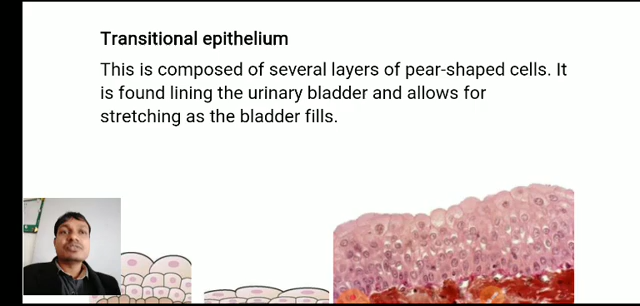 Transitional epithelium
This is composed of several layers of pear-shaped cells. It
is found lining the urinary bladder and allows for
stretching as the bladder fills.